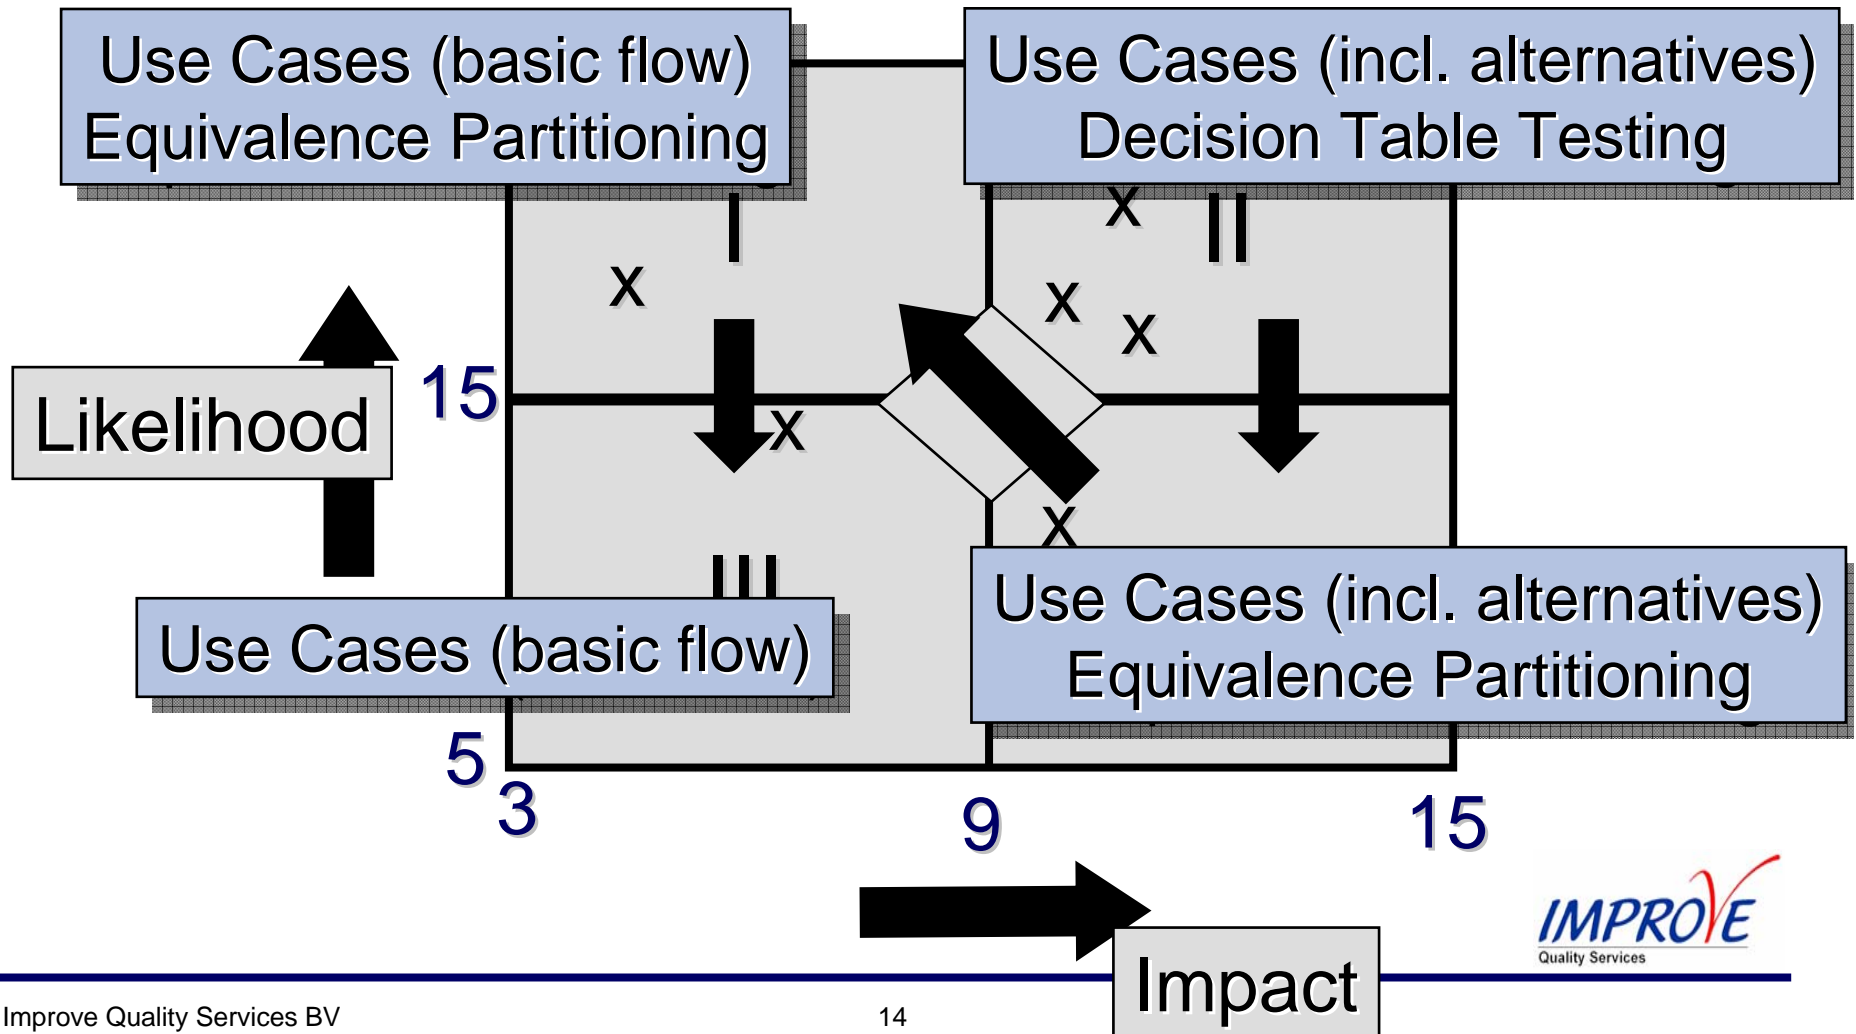 Use Cases (basic flow)
Equivalence Partitioning
Use Cases (incl. alternatives)
Decision Table Testing
I
II
x
x
x
x
15
Likelihood
x
x
III
Use Cases (basic flow)
Use Cases (incl. alternatives)
Equivalence Partitioning
5
3
9
15
IMPROVE
Quality Services
Impact
Improve Quality Services BV
14